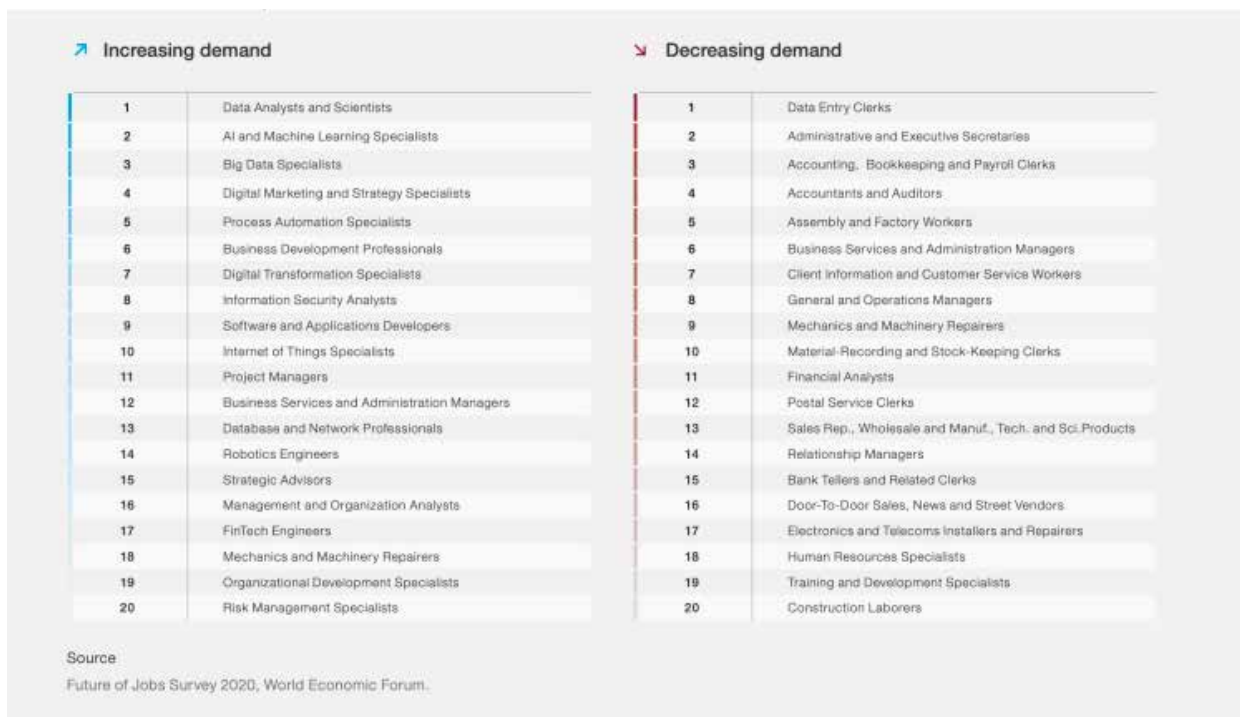 Increasing demand
1 Data Analysts and Scientists
2 AI and Machine Learning Specialists
3 Big Data Specialists
4 Digital Marketing and Strategy Specialists
5 Process Automation Specialists
6 Business Development Professionals
7 Digital Transformation Specialists
8 Information Security Analysts
9 Software and Applications Developers
10 Internet of Things Specialists
11 Project Managers
12 Business Services and Administration Managers
13 Database and Network Professionals
14 Robotics Engineers
15 Strategic Advisors
16 Management and Organization Analysts
17 FinTech Engineers
18 Mechanics and Machinery Repairers
19 Organizational Development Specialists
20 Risk Management Specialists
Decreasing demand
1 Data Entry Clerks
2 Administrative and Executive Secretaries
3 Accounting, Bookkeeping and Payroll Clerks
4 Accountants and Auditors
5 Assembly and Factory Workers
6 Business Services and Administration Managers
7 Client Information and Customer Service Workers
8 General and Operations Managers
9 Mechanics and Machinery Repairers
10 Material-Recording and Stock-Keeping Clerks
11 Financial Analysts
12 Postal Service Clerks
13 Sales Rep., Wholesale and Manuf., Tech. and Sci.Products
14 Relationship Managers
15 Bank Tellers and Related Clerks
16 Door-To-Door Sales, News and Street Vendors
17 Electronics and Telecoms Installers and Repairers
18 Human Resources Specialists
19 Training and Development Specialists
20 Construction Laborers
Source
Future of Jobs Survey 2020, World Economic Forum.